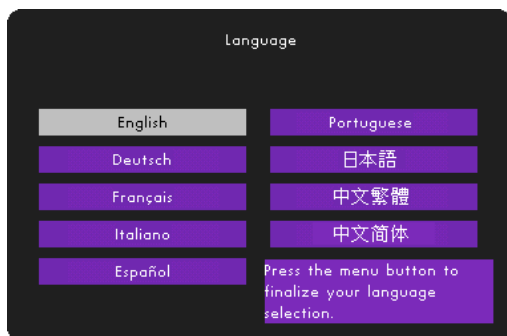 Language
English
Deutsch
Français
Italiano
Español
Portuguese
日本語
中文繁體
中文简体
Press the menu button to
finalize your language
selection.